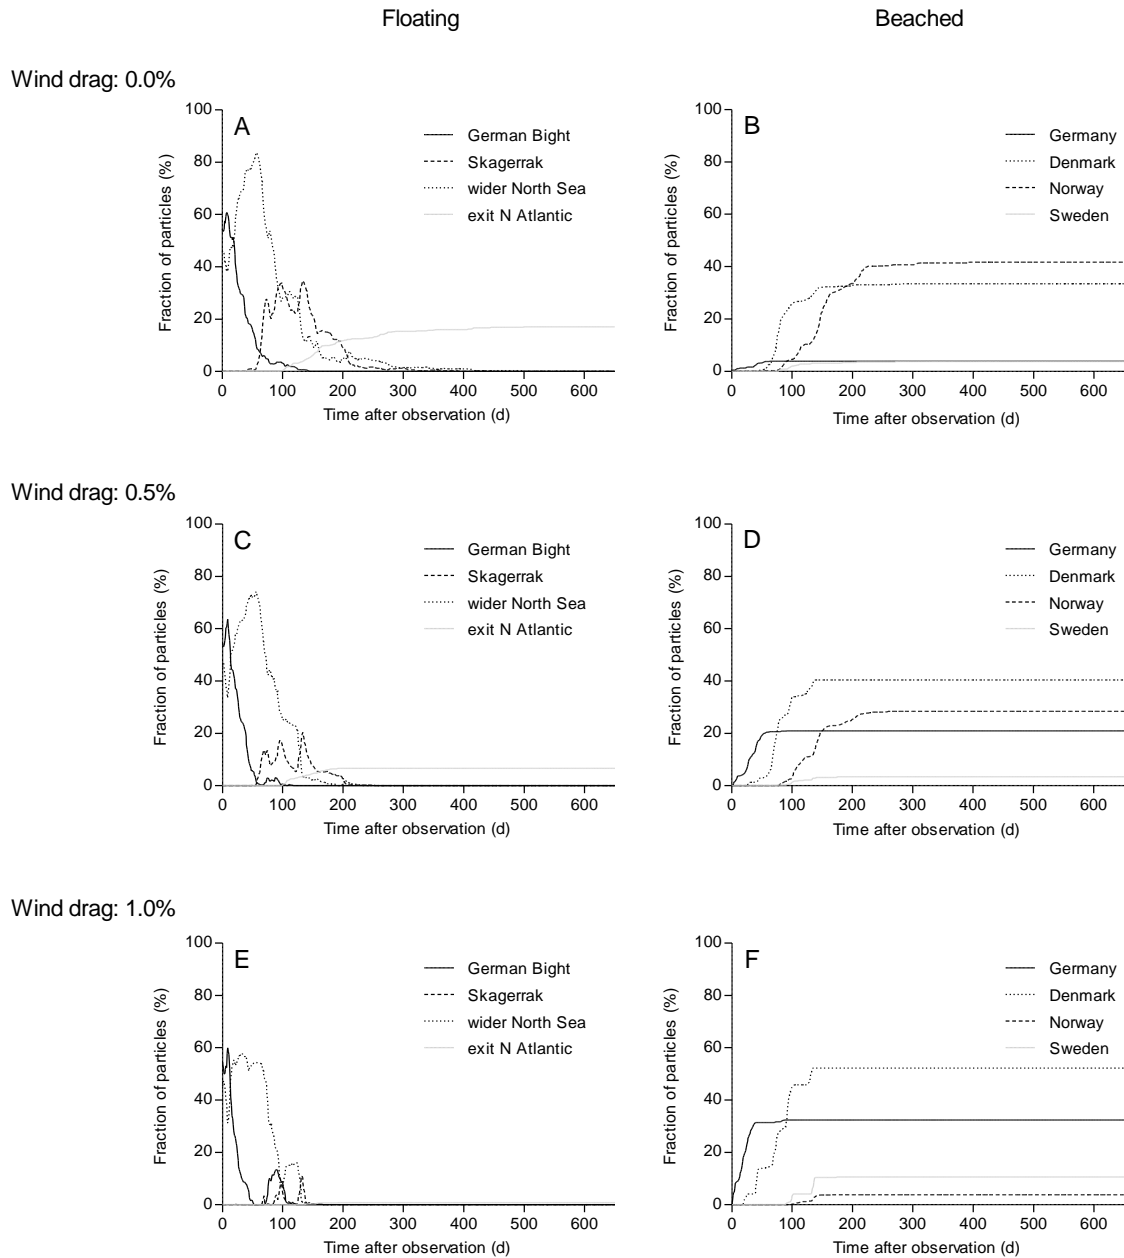 Floating
Beached
Wind drag: 0.0%
A
Fraction of particles (%)
100
80
60
40
20
0
German Bight
Skagerrak
wider North Sea
exit N Atlantic
0 100 200 300 400 500 600
Time after observation (d)
B
Fraction of particles (%)
100
80
60
40
20
0
Germany
Denmark
Norway
Sweden
0 100 200 300 400 500 600
Time after observation (d)
Wind drag: 0.5%
C
Fraction of particles (%)
100
80
60
40
20
0
German Bight
Skagerrak
wider North Sea
exit N Atlantic
0 100 200 300 400 500 600
Time after observation (d)
D
Fraction of particles (%)
100
80
60
40
20
0
Germany
Denmark
Norway
Sweden
0 100 200 300 400 500 600
Time after observation (d)
Wind drag: 1.0%
E
Fraction of particles (%)
100
80
60
40
20
0
German Bight
Skagerrak
wider North Sea
exit N Atlantic
0 100 200 300 400 500 600
Time after observation (d)
F
Fraction of particles (%)
100
80
60
40
20
0
Germany
Denmark
Norway
Sweden
0 100 200 300 400 500 600
Time after observation (d)